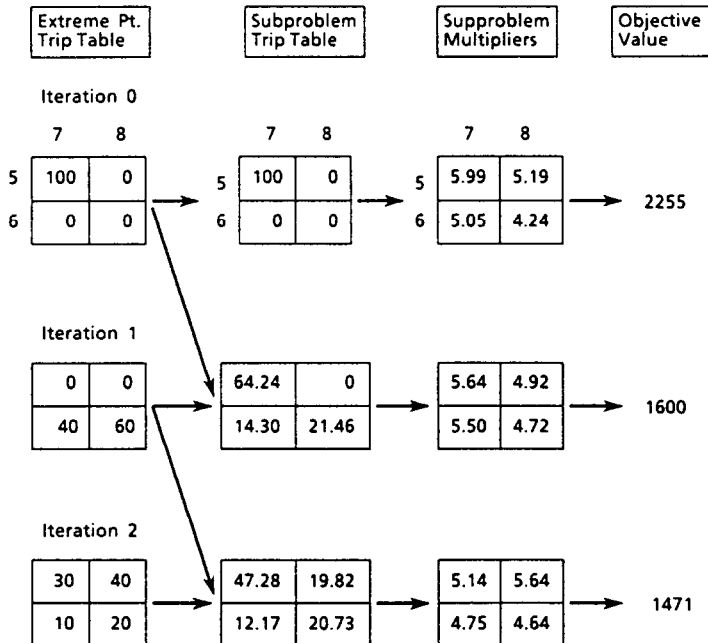 Extreme Pt. Trip Table
Subproblem Trip Table
Supproblem Multipliers
Objective Value
Iteration 0
7 8
7 8
7 8
5 100 0
5 100 0
5 5.99 5.19
2255
6 0 0
6 0 0
6 5.05 4.24
Iteration 1
0 0
64.24 0
5.64 4.92
1600
40 60
14.30 21.46
5.50 4.72
Iteration 2
30 40
47.28 19.82
5.14 5.64
1471
10 20
12.17 20.73
4.75 4.64